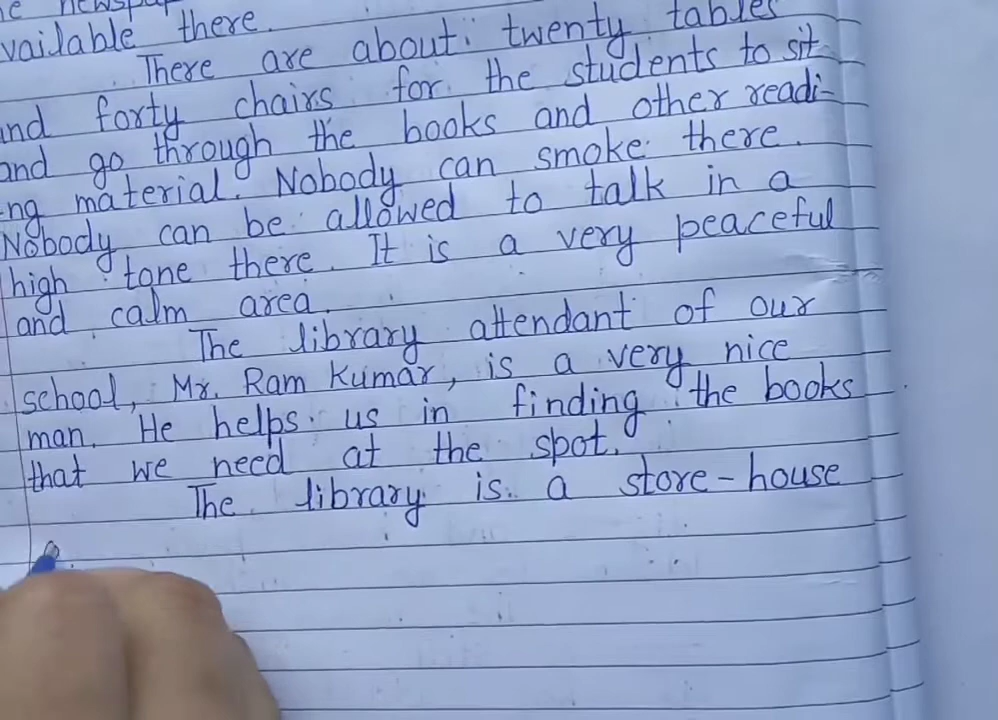 vailable there.
There are about twenty tables
and forty chairs for the students to sit
and go through the books and other readi-
ng material. Nobody can smoke there.
Nobody can be allowed to talk in a
high tone there. It is a very peaceful
and calm area.
The library attendant of our
school, Mr. Ram Kumar, is a very nice
man. He helps us in finding the books
that we need at the spot.
The library is a store-house